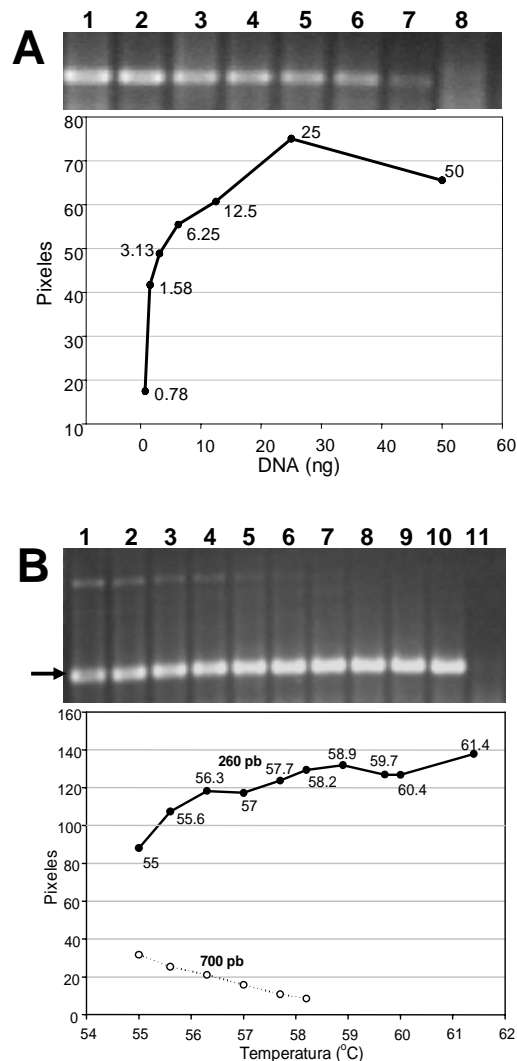 A
1 2 3 4 5 6 7 8
80
70
60
50
40
30
20
10
Pixeles
25
50
12.5
6.25
3.13
1.58
0.78
0 10 20 30 40 50 60
DNA (ng)
B
1 2 3 4 5 6 7 8 9 10 11
160
140
120
100
80
60
40
20
0
Pixeles
260 pb
55
55.6
56.3
57
57.7
58.2
58.9
59.7
60.4
61.4
700 pb
54 55 56 57 58 59 60 61 62
Temperatura (°C)